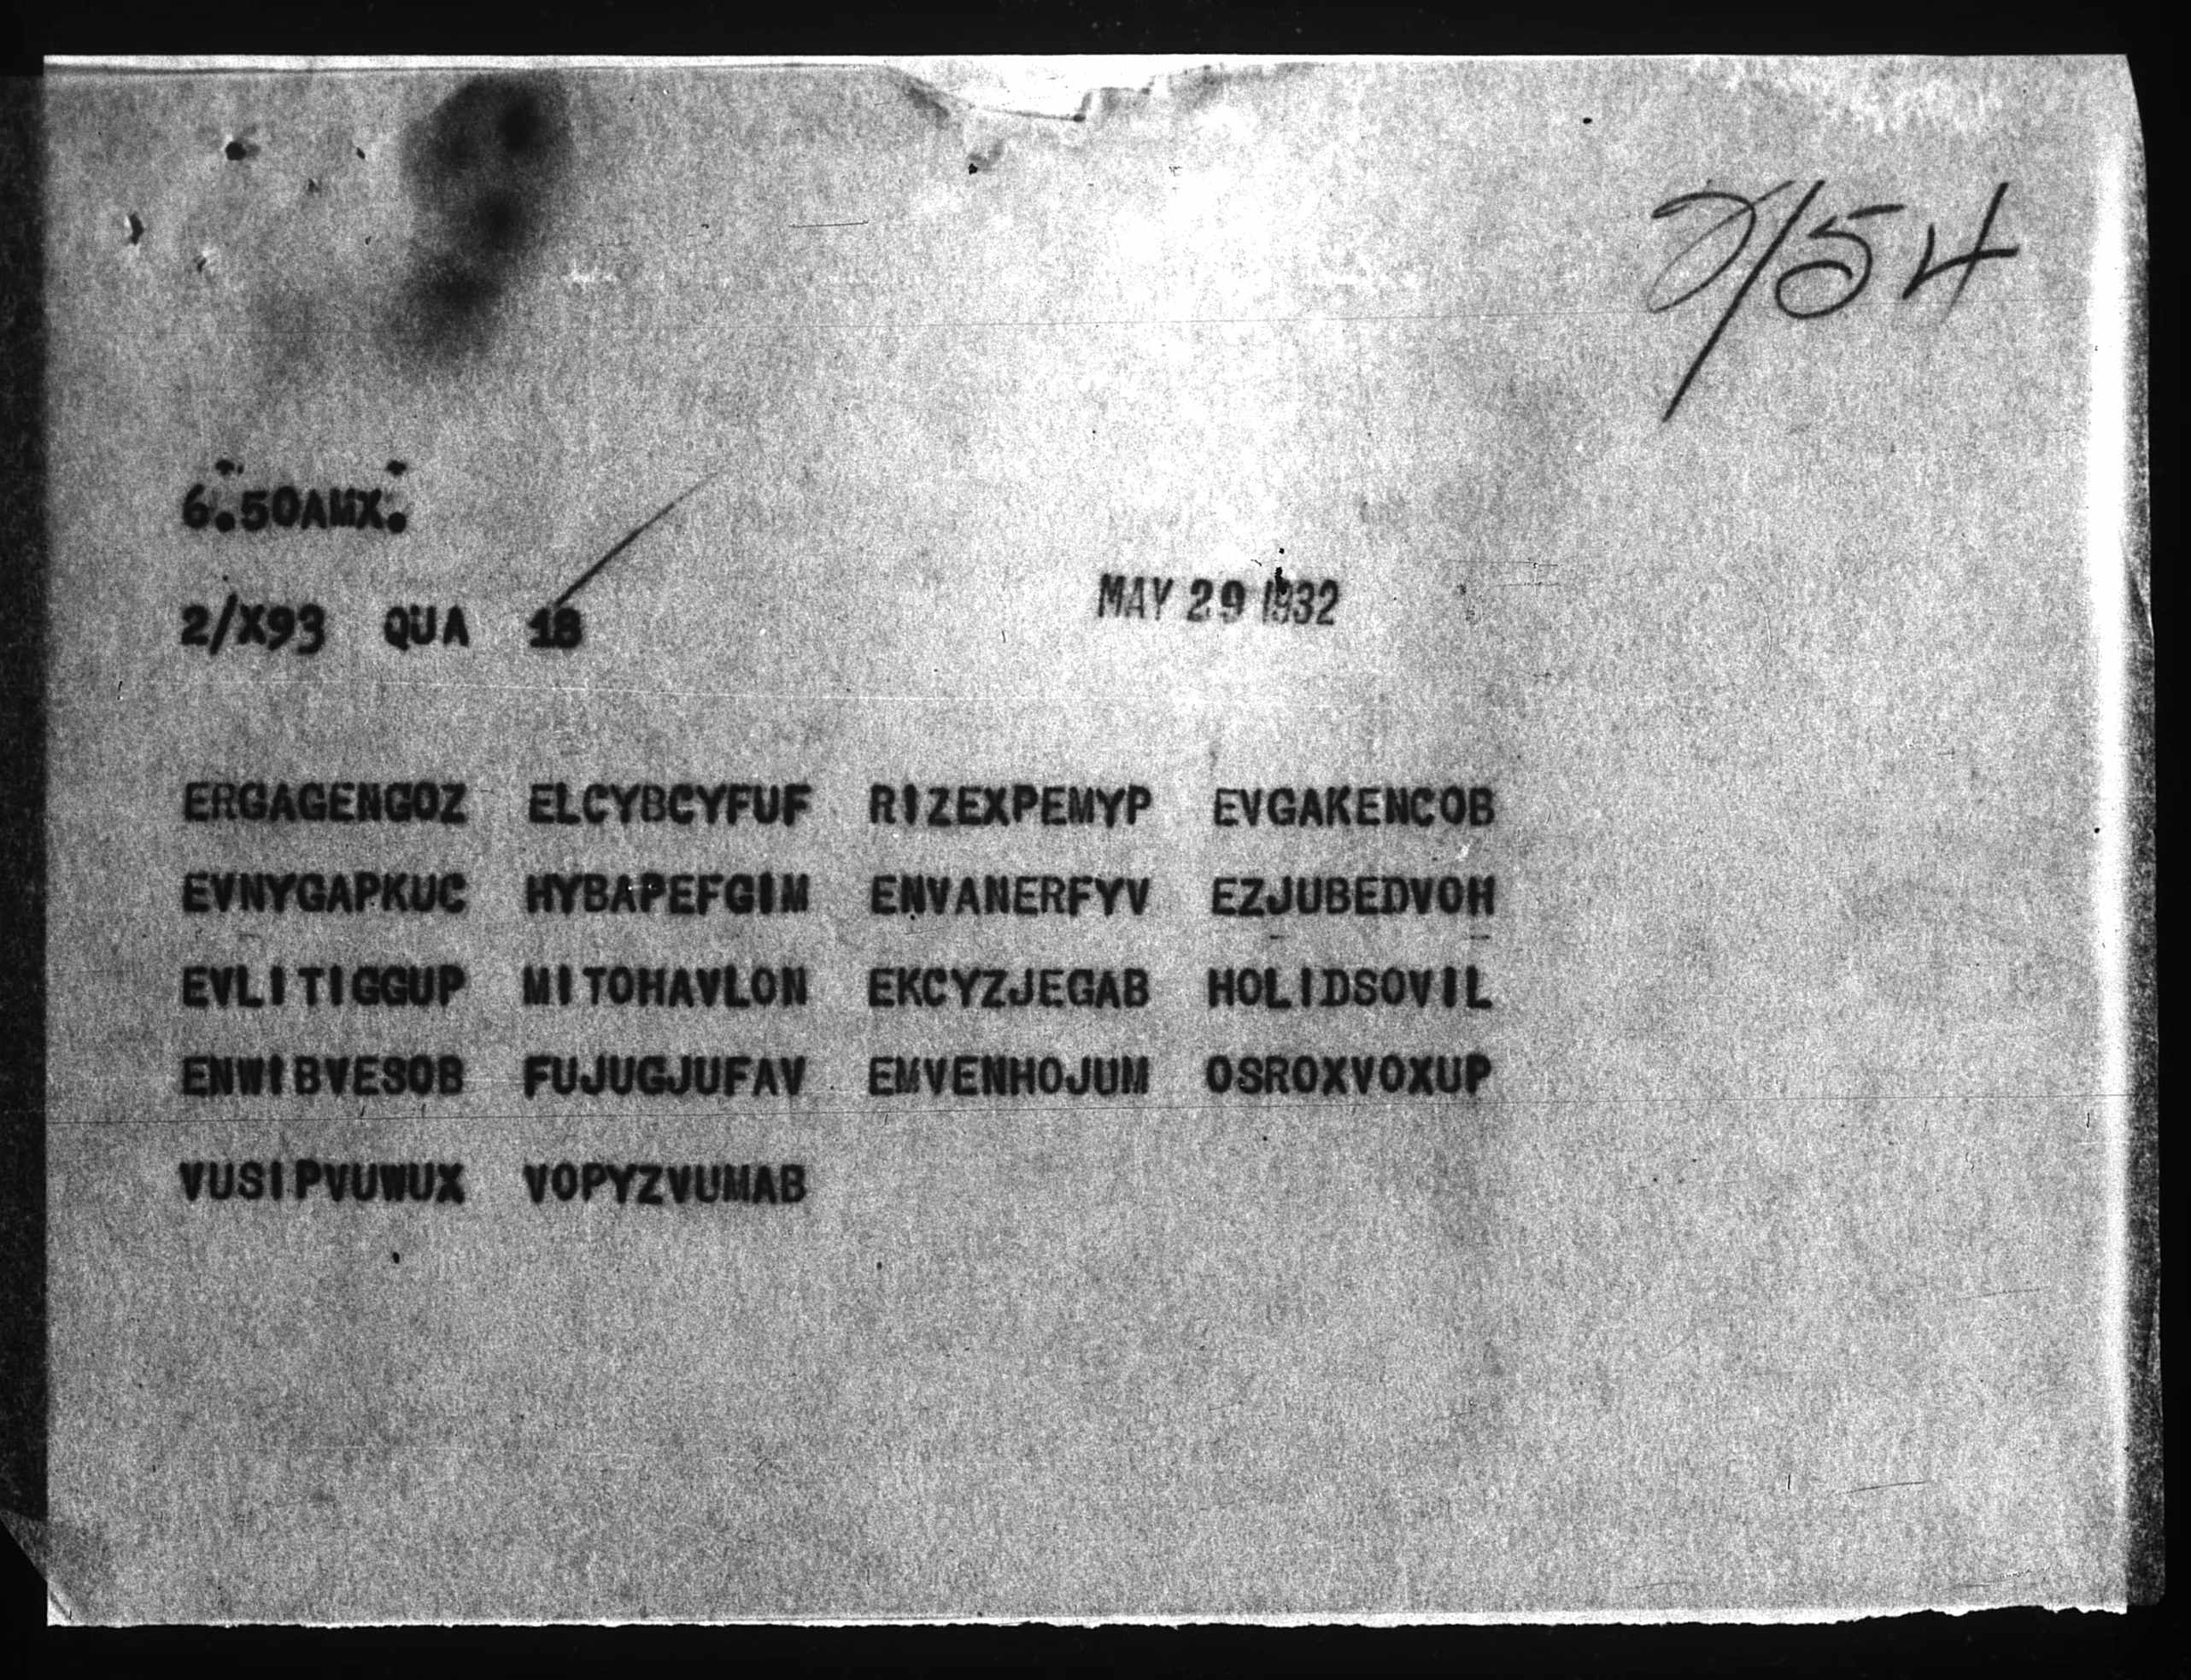 2/54
6.50AMX.
2/X93 QUA 18
MAY 29 1932
ERGAGENGOZ ELCYBCYFUF RIZEXPEMYP EVGAKENCOB
EVNYGAPKUC HYBAPEFGIM ENVANERFYV EZJUBEDVOH
EVLITIGGUP MITOHAVLON EKCYZJEGAB HOLIDSOVIL
ENWIBVESOB FUJUGJUFAV EMVENHOJUM OSROXVOXUP
VUSIPVUWUX VOPYZVUMAB